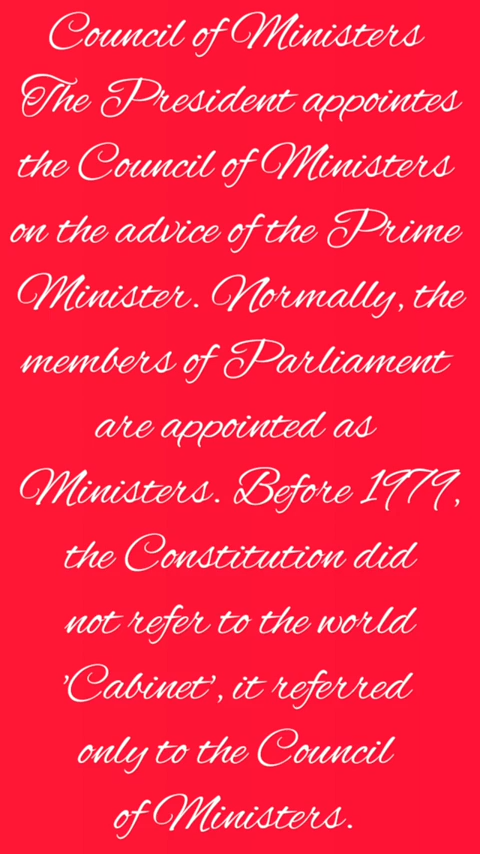 Council of Ministers
The President appointes
the Council of Ministers
on the advice of the Prime
Minister. Normally, the
members of Parliament
are appointed as
Ministers. Before 1979,
the Constitution did
not refer to the world
'Cabinet', it referred
only to the Council
of Ministers.